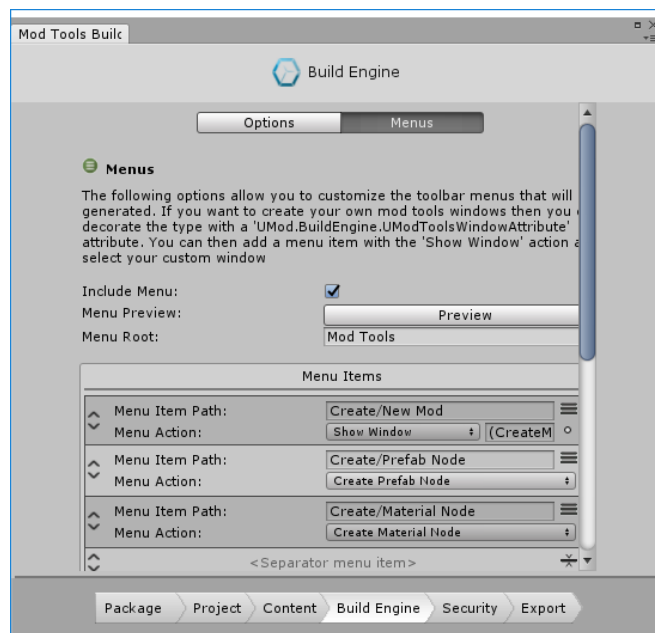 Mod Tools Builc
Build Engine
Options Menus
Menus
The following options allow you to customize the toolbar menus that will
generated. If you want to create your own mod tools windows then you
decorate the type with a 'UMod.BuildEngine.UModToolsWindowAttribute'
attribute. You can then add a menu item with the 'Show Window' action
select your custom window
Include Menu:
Menu Preview: Preview
Menu Root: Mod Tools
Menu Items
Menu Item Path: Create/New Mod
Menu Action: Show Window (CreateM
Menu Item Path: Create/Prefab Node
Menu Action: Create Prefab Node
Menu Item Path: Create/Material Node
Menu Action: Create Material Node
<Separator menu item>
Package Project Content Build Engine Security Export